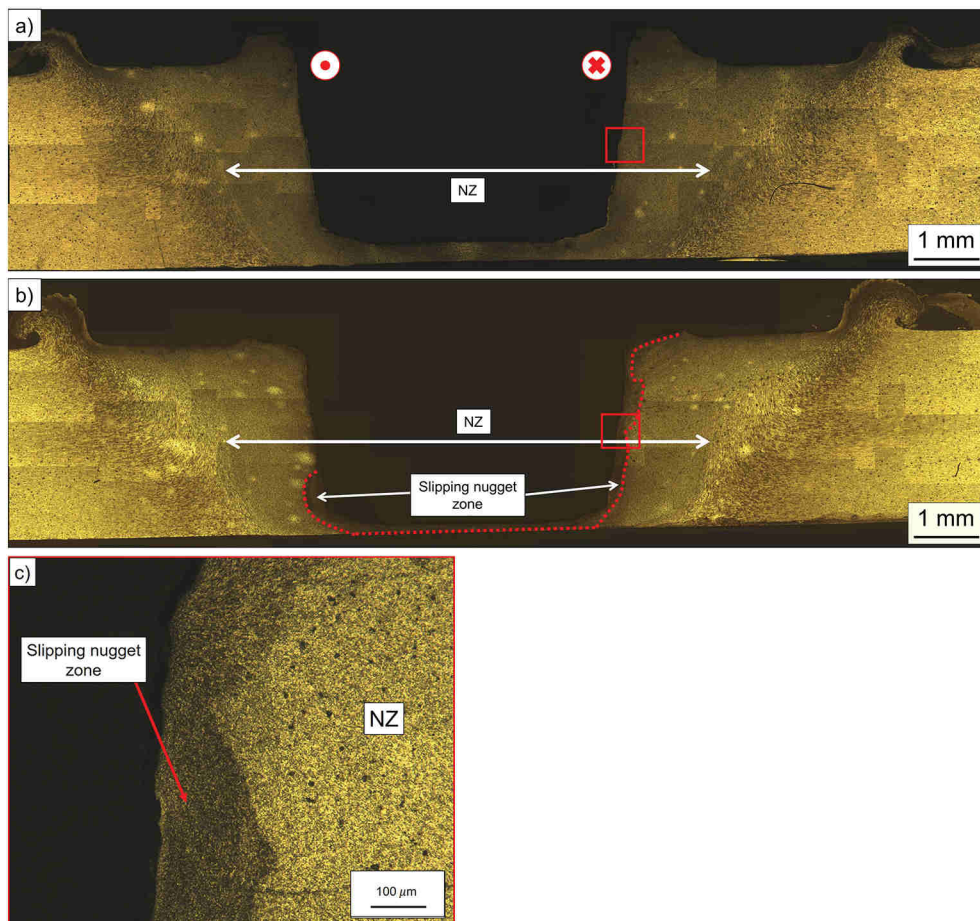 a)
NZ
1 mm
b)
NZ
Slipping nugget
zone
1 mm
c)
Slipping nugget
zone
NZ
100 μm